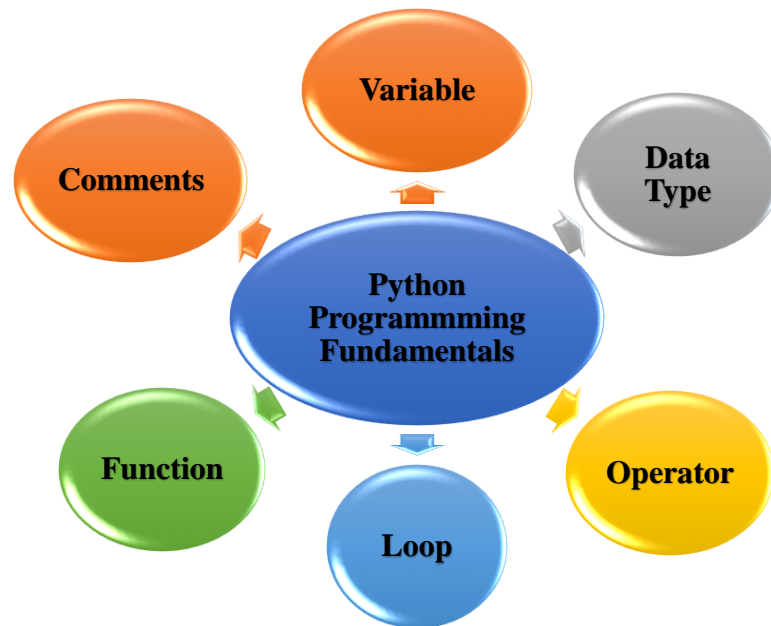 Variable
Comments
Data
Type
Python
Programmming
Fundamentals
Function
Operator
Loop